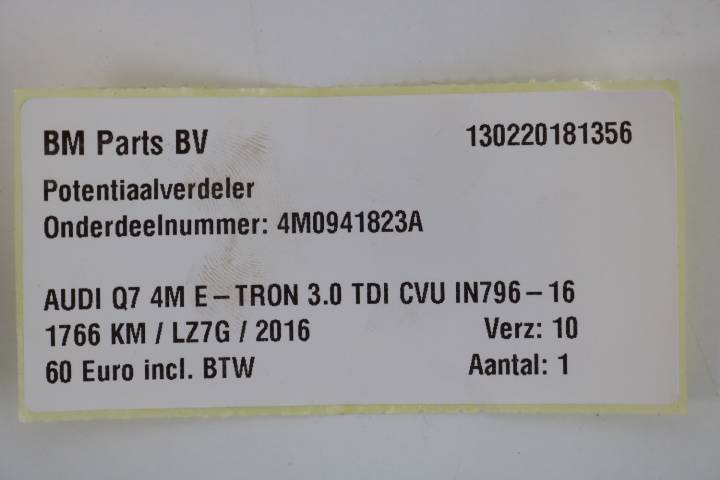 BM Parts BV 130220181356
Potentiaalverdeler
Onderdeelnummer: 4M0941823A
AUDI Q7 4M E-TRON 3.0 TDI CVU IN796-16
1766 KM / LZ7G / 2016 Verz: 10
60 Euro incl. BTW Aantal: 1